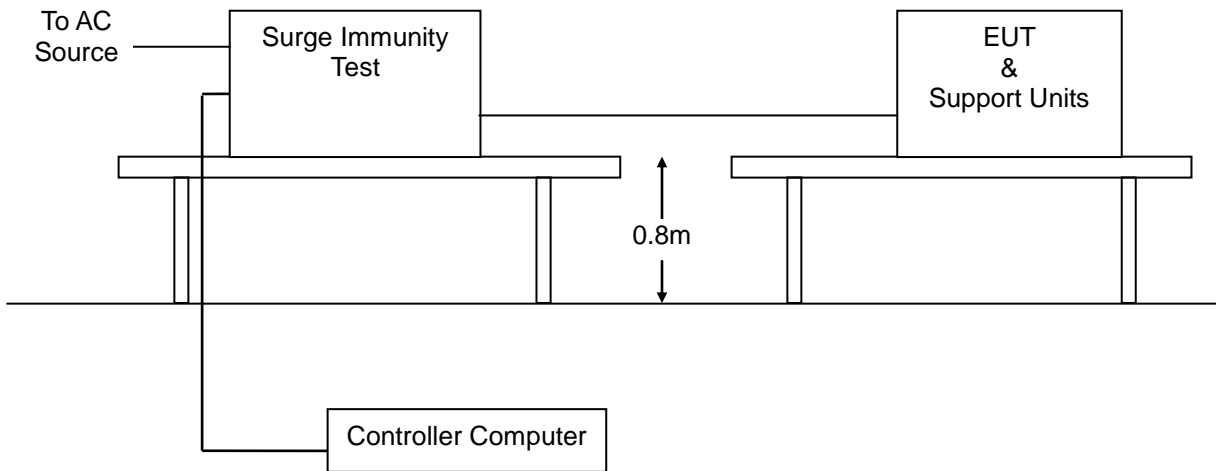 To AC
Source
Surge Immunity
Test
EUT
&
Support Units
0.8m
Controller Computer